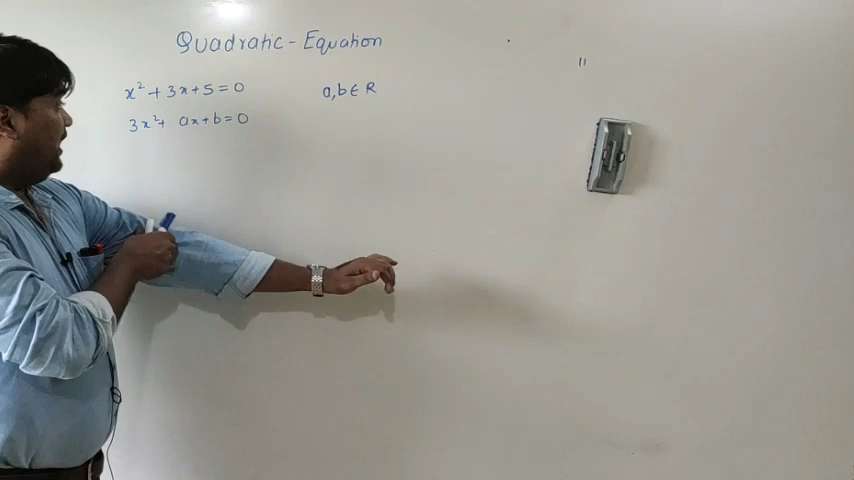 Quadratic - Equation
x² + 3x + 5 = 0
a, b ∈ R
3x² + ax + b = 0
"